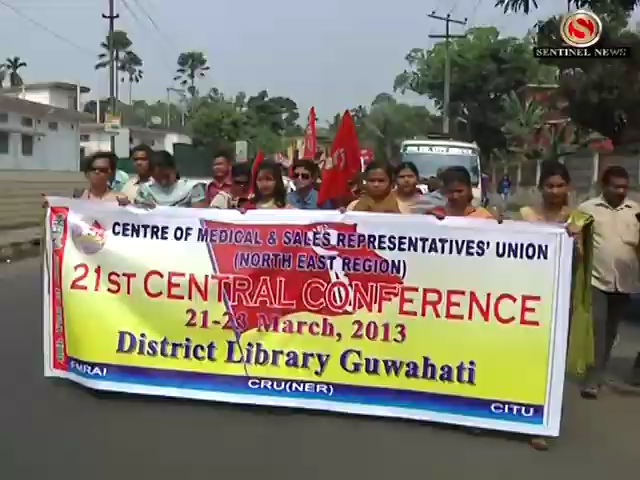 SENTINEL NEWS
CENTRE OF MEDICAL & SALES REPRESENTATIVES' UNION
(NORTH EAST REGION)
21ST CENTRAL CONFERENCE
21-23 March, 2013
District Library Guwahati
FMRAI
CRU(NER)
CITU